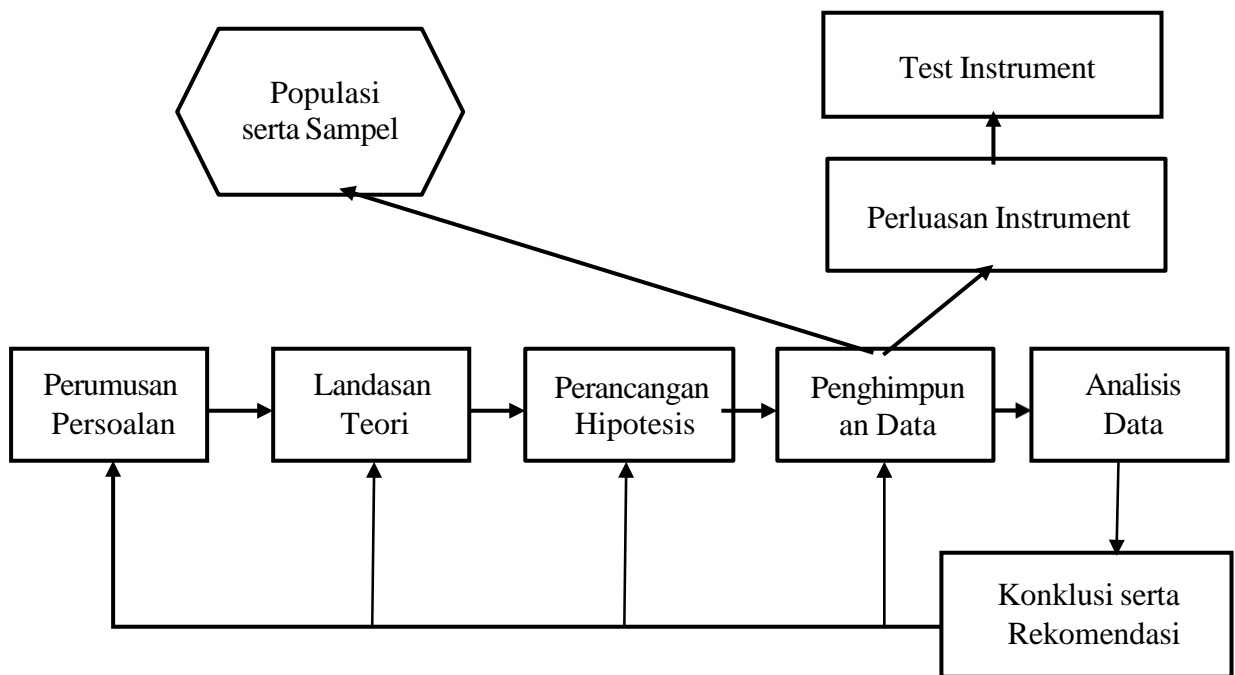 Populasi
serta Sampel
Test Instrument
Perluasan Instrument
Perumusan
Persoalan
Landasan
Teori
Perancangan
Hipotesis
Penghimpun
an Data
Analisis
Data
Konklusi serta
Rekomendasi